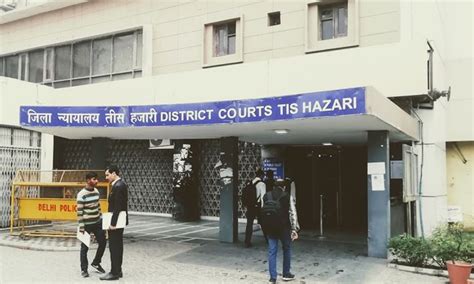 जिला न्यायालय तीस हजारी DISTRICT COURTS TIS HAZARI
DELHI POLICE